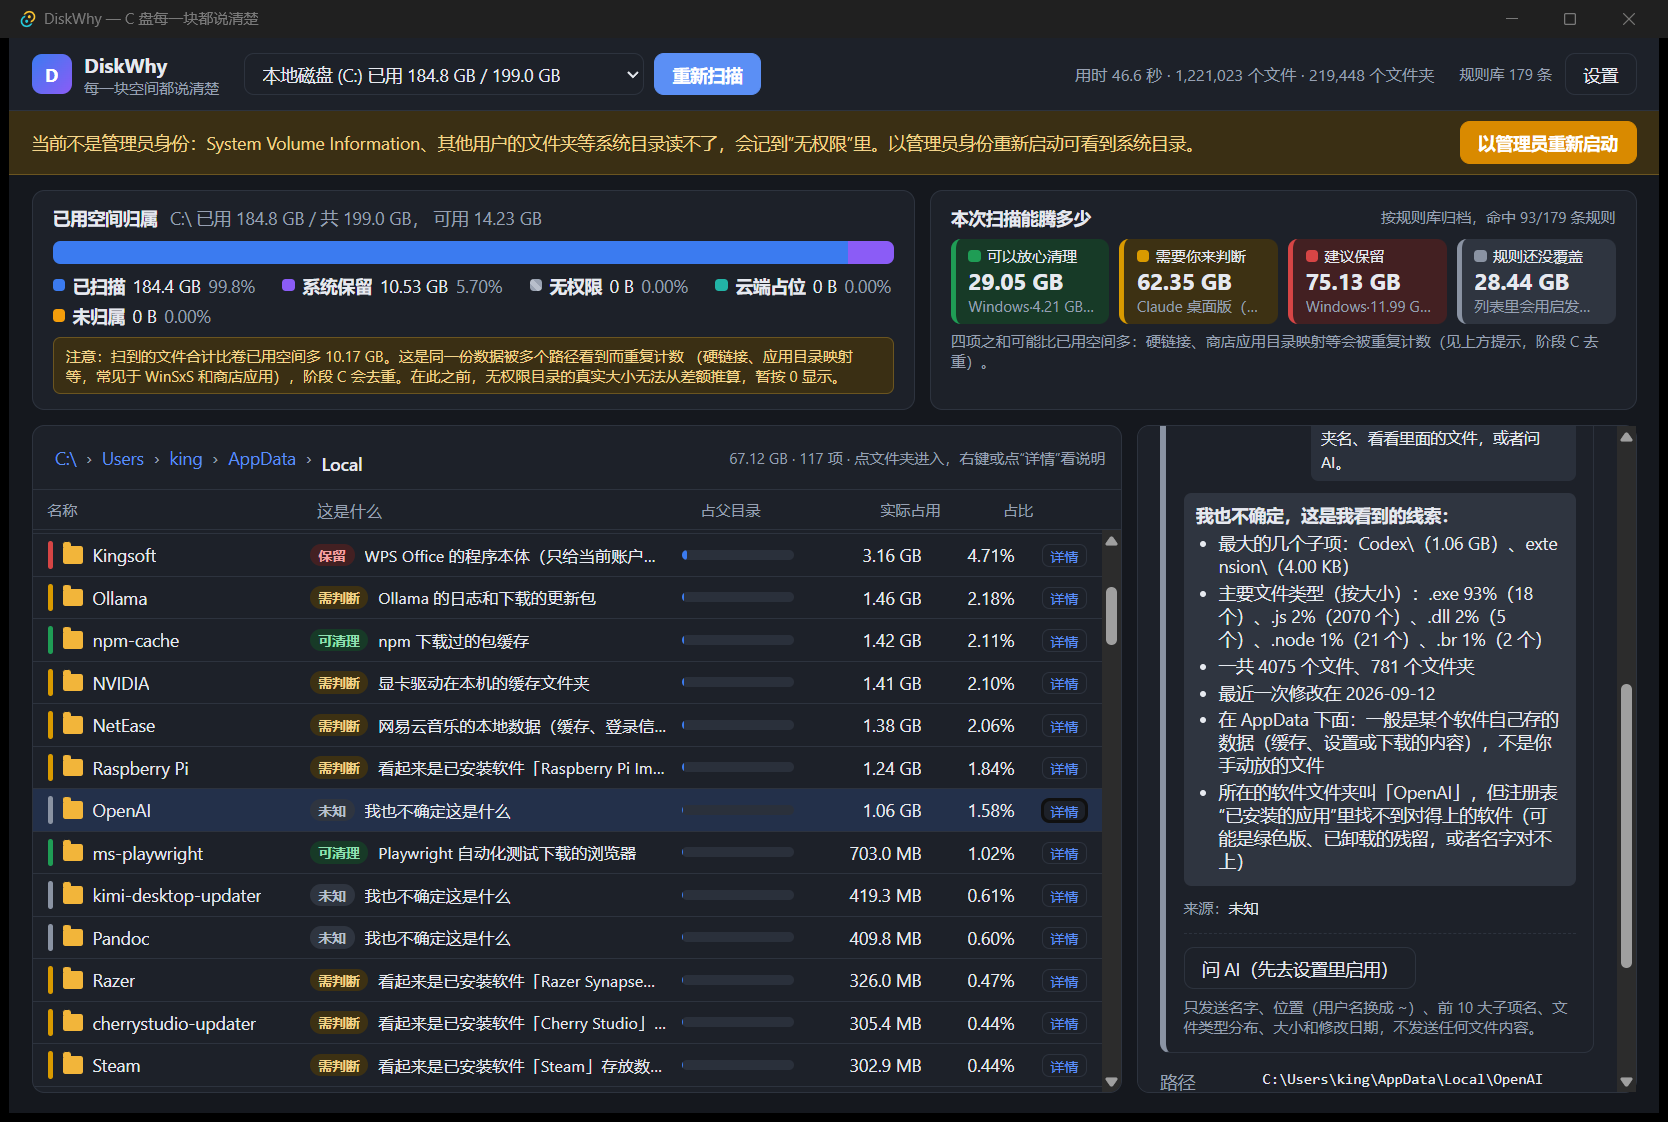 DiskWhy — C 盘每一块都说清楚
D
DiskWhy
每一块空间都说清楚
本地磁盘 (C:) 已用 184.8 GB / 199.0 GB
重新扫描
用时 46.6 秒 · 1,221,023 个文件 · 219,448 个文件夹
规则库 179 条
设置
当前不是管理员身份：System Volume Information、其他用户的文件夹等系统目录读不了，会记到“无权限”里。以管理员身份重新启动可看到系统目录。
以管理员重新启动
已用空间归属 C:\ 已用 184.8 GB / 共 199.0 GB， 可用 14.23 GB
已扫描 184.4 GB 99.8% 系统保留 10.53 GB 5.70% 无权限 0 B 0.00% 云端占位 0 B 0.00%
未归属 0 B 0.00%
注意：扫到的文件合计比卷已用空间多 10.17 GB。这是同一份数据被多个路径看到而重复计数 （硬链接、应用目录映射
等，常见于 WinSxS 和商店应用），阶段 C 会去重。在此之前，无权限目录的真实大小无法从差额推算，暂按 0 显示。
本次扫描能腾多少
按规则库归档，命中 93/179 条规则
可以放心清理
29.05 GB
Windows·4.21 GB...
需要你来判断
62.35 GB
Claude 桌面版（...
建议保留
75.13 GB
Windows·11.99 G...
规则还没覆盖
28.44 GB
列表里会用启发...
四项之和可能比已用空间多：硬链接、商店应用目录映射等会被重复计数（见上方提示，阶段 C 去
重）。
C:\ › Users › king › AppData › Local
67.12 GB · 117 项 · 点文件夹进入，右键或点“详情”看说明
名称 这是什么 占父目录 实际占用 占比
Kingsoft 保留 WPS Office 的程序本体（只给当前账户... 3.16 GB 4.71% 详情
Ollama 需判断 Ollama 的日志和下载的更新包 1.46 GB 2.18% 详情
npm-cache 可清理 npm 下载过的包缓存 1.42 GB 2.11% 详情
NVIDIA 需判断 显卡驱动在本机的缓存文件夹 1.41 GB 2.10% 详情
NetEase 需判断 网易云音乐的本地数据（缓存、登录信... 1.38 GB 2.06% 详情
Raspberry Pi 需判断 看起来是已安装软件「Raspberry Pi Im... 1.24 GB 1.84% 详情
OpenAI 未知 我也不确定这是什么 1.06 GB 1.58% 详情
ms-playwright 可清理 Playwright 自动化测试下载的浏览器 703.0 MB 1.02% 详情
kimi-desktop-updater 未知 我也不确定这是什么 419.3 MB 0.61% 详情
Pandoc 未知 我也不确定这是什么 409.8 MB 0.60% 详情
Razer 需判断 看起来是已安装软件「Razer Synapse... 326.0 MB 0.47% 详情
cherrystudio-updater 需判断 看起来是已安装软件「Cherry Studio」... 305.4 MB 0.44% 详情
Steam 需判断 看起来是已安装软件「Steam」存放数... 302.9 MB 0.44% 详情
夹名、看看里面的文件，或者问
AI。
我也不确定，这是我看到的线索：
最大的几个子项：Codex\（1.06 GB）、exte
nsion\（4.00 KB）
主要文件类型（按大小）：.exe 93%（18
个）、.js 2%（2070 个）、.dll 2%（5
个）、.node 1%（21 个）、.br 1%（2 个）
一共 4075 个文件、781 个文件夹
最近一次修改在 2026-09-12
在 AppData 下面：一般是某个软件自己存的
数据（缓存、设置或下载的内容），不是你
手动放的文件
所在的软件文件夹叫「OpenAI」，但注册表
“已安装的应用”里找不到对得上的软件（可
能是绿色版、已卸载的残留，或者名字对不
上）
来源：未知
问 AI（先去设置里启用）
只发送名字、位置（用户名换成 ~）、前 10 大子项名、文
件类型分布、大小和修改日期，不发送任何文件内容。
路径 C:\Users\king\AppData\Local\OpenAI